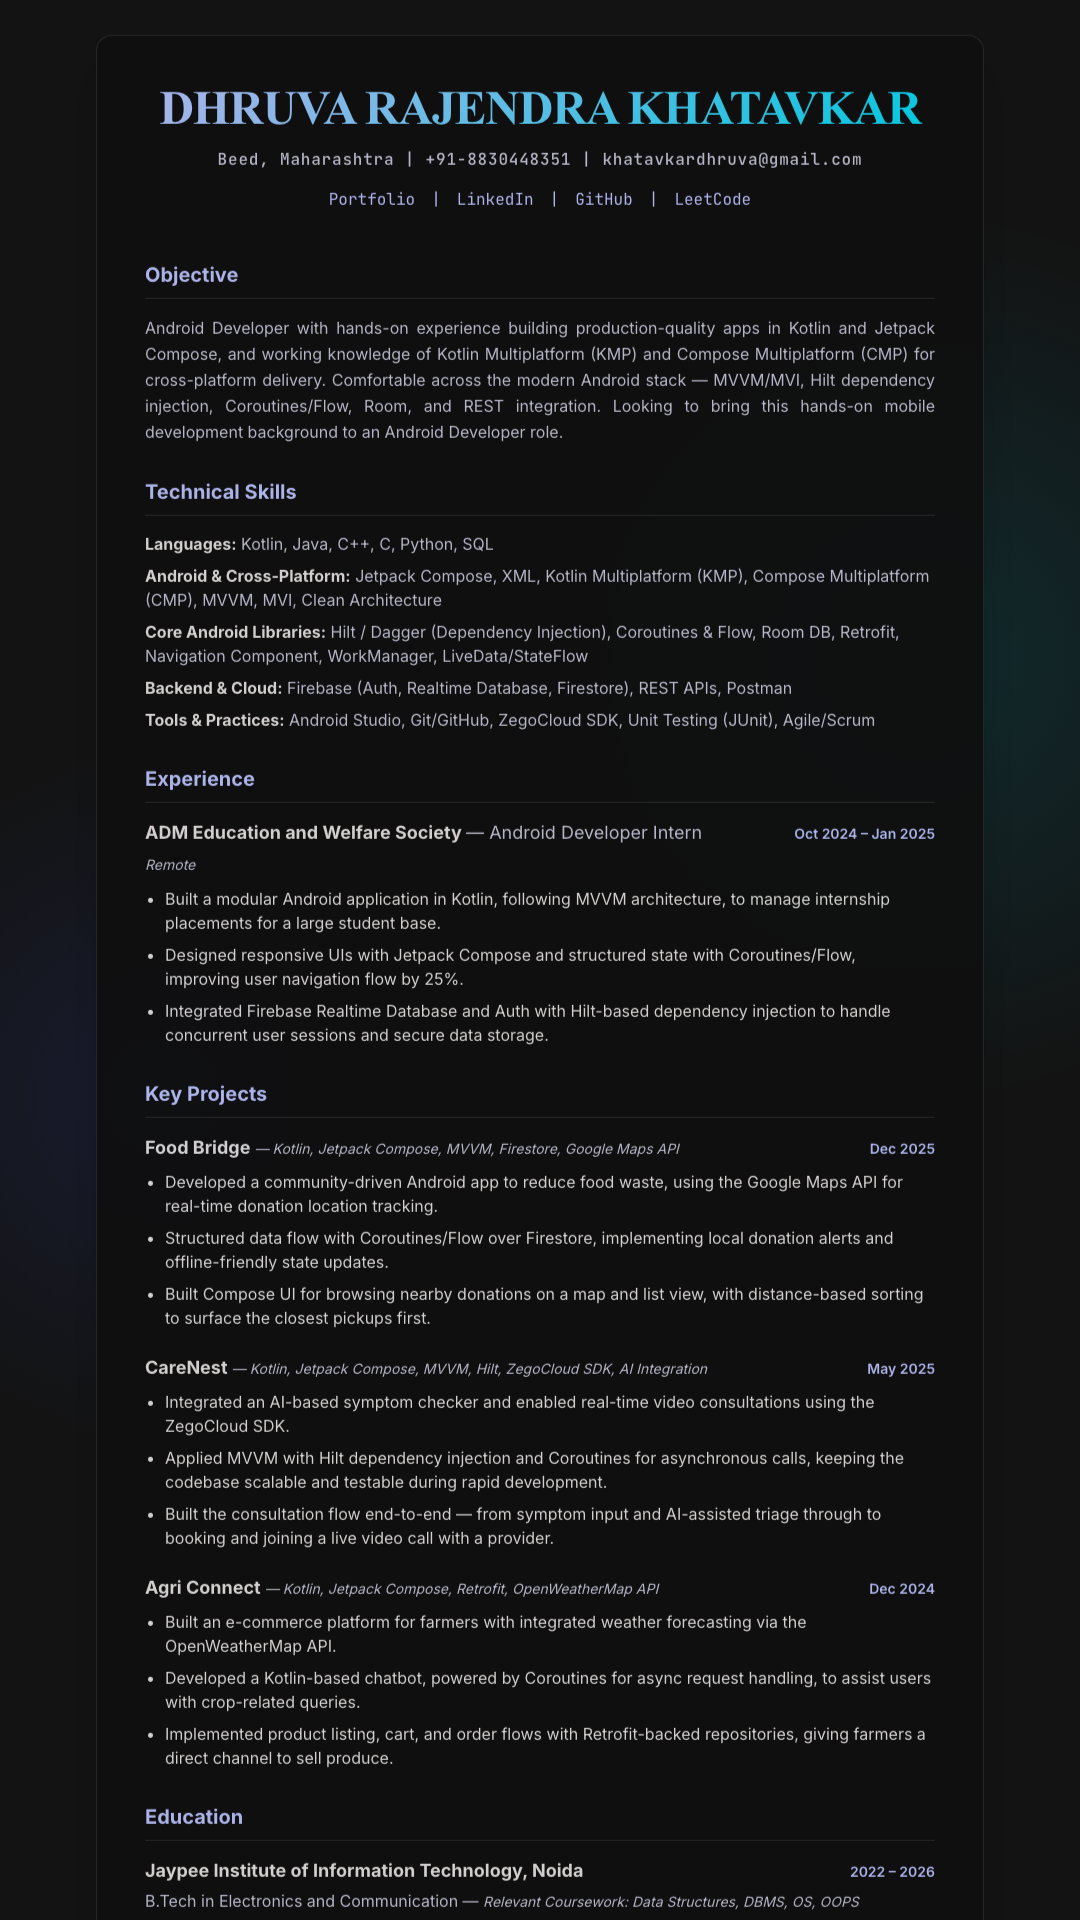 DHRUVA RAJENDRA KHATAVKAR
Beed, Maharashtra | +91-8830448351 | khatavkardhruva@gmail.com
Portfolio | LinkedIn | GitHub | LeetCode
Objective
Android Developer with hands-on experience building production-quality apps in Kotlin and Jetpack
Compose, and working knowledge of Kotlin Multiplatform (KMP) and Compose Multiplatform (CMP) for
cross-platform delivery. Comfortable across the modern Android stack — MVVM/MVI, Hilt dependency
injection, Coroutines/Flow, Room, and REST integration. Looking to bring this hands-on mobile
development background to an Android Developer role.
Technical Skills
Languages: Kotlin, Java, C++, C, Python, SQL
Android & Cross-Platform: Jetpack Compose, XML, Kotlin Multiplatform (KMP), Compose Multiplatform
(CMP), MVVM, MVI, Clean Architecture
Core Android Libraries: Hilt / Dagger (Dependency Injection), Coroutines & Flow, Room DB, Retrofit,
Navigation Component, WorkManager, LiveData/StateFlow
Backend & Cloud: Firebase (Auth, Realtime Database, Firestore), REST APIs, Postman
Tools & Practices: Android Studio, Git/GitHub, ZegoCloud SDK, Unit Testing (JUnit), Agile/Scrum
Experience
ADM Education and Welfare Society — Android Developer Intern Oct 2024 – Jan 2025
Remote
• Built a modular Android application in Kotlin, following MVVM architecture, to manage internship
placements for a large student base.
• Designed responsive UIs with Jetpack Compose and structured state with Coroutines/Flow,
improving user navigation flow by 25%.
• Integrated Firebase Realtime Database and Auth with Hilt-based dependency injection to handle
concurrent user sessions and secure data storage.
Key Projects
Food Bridge — Kotlin, Jetpack Compose, MVVM, Firestore, Google Maps API Dec 2025
• Developed a community-driven Android app to reduce food waste, using the Google Maps API for
real-time donation location tracking.
• Structured data flow with Coroutines/Flow over Firestore, implementing local donation alerts and
offline-friendly state updates.
• Built Compose UI for browsing nearby donations on a map and list view, with distance-based sorting
to surface the closest pickups first.
CareNest — Kotlin, Jetpack Compose, MVVM, Hilt, ZegoCloud SDK, AI Integration May 2025
• Integrated an AI-based symptom checker and enabled real-time video consultations using the
ZegoCloud SDK.
• Applied MVVM with Hilt dependency injection and Coroutines for asynchronous calls, keeping the
codebase scalable and testable during rapid development.
• Built the consultation flow end-to-end — from symptom input and AI-assisted triage through to
booking and joining a live video call with a provider.
Agri Connect — Kotlin, Jetpack Compose, Retrofit, OpenWeatherMap API Dec 2024
• Built an e-commerce platform for farmers with integrated weather forecasting via the
OpenWeatherMap API.
• Developed a Kotlin-based chatbot, powered by Coroutines for async request handling, to assist users
with crop-related queries.
• Implemented product listing, cart, and order flows with Retrofit-backed repositories, giving farmers a
direct channel to sell produce.
Education
Jaypee Institute of Information Technology, Noida 2022 – 2026
B.Tech in Electronics and Communication — Relevant Coursework: Data Structures, DBMS, OS, OOPS